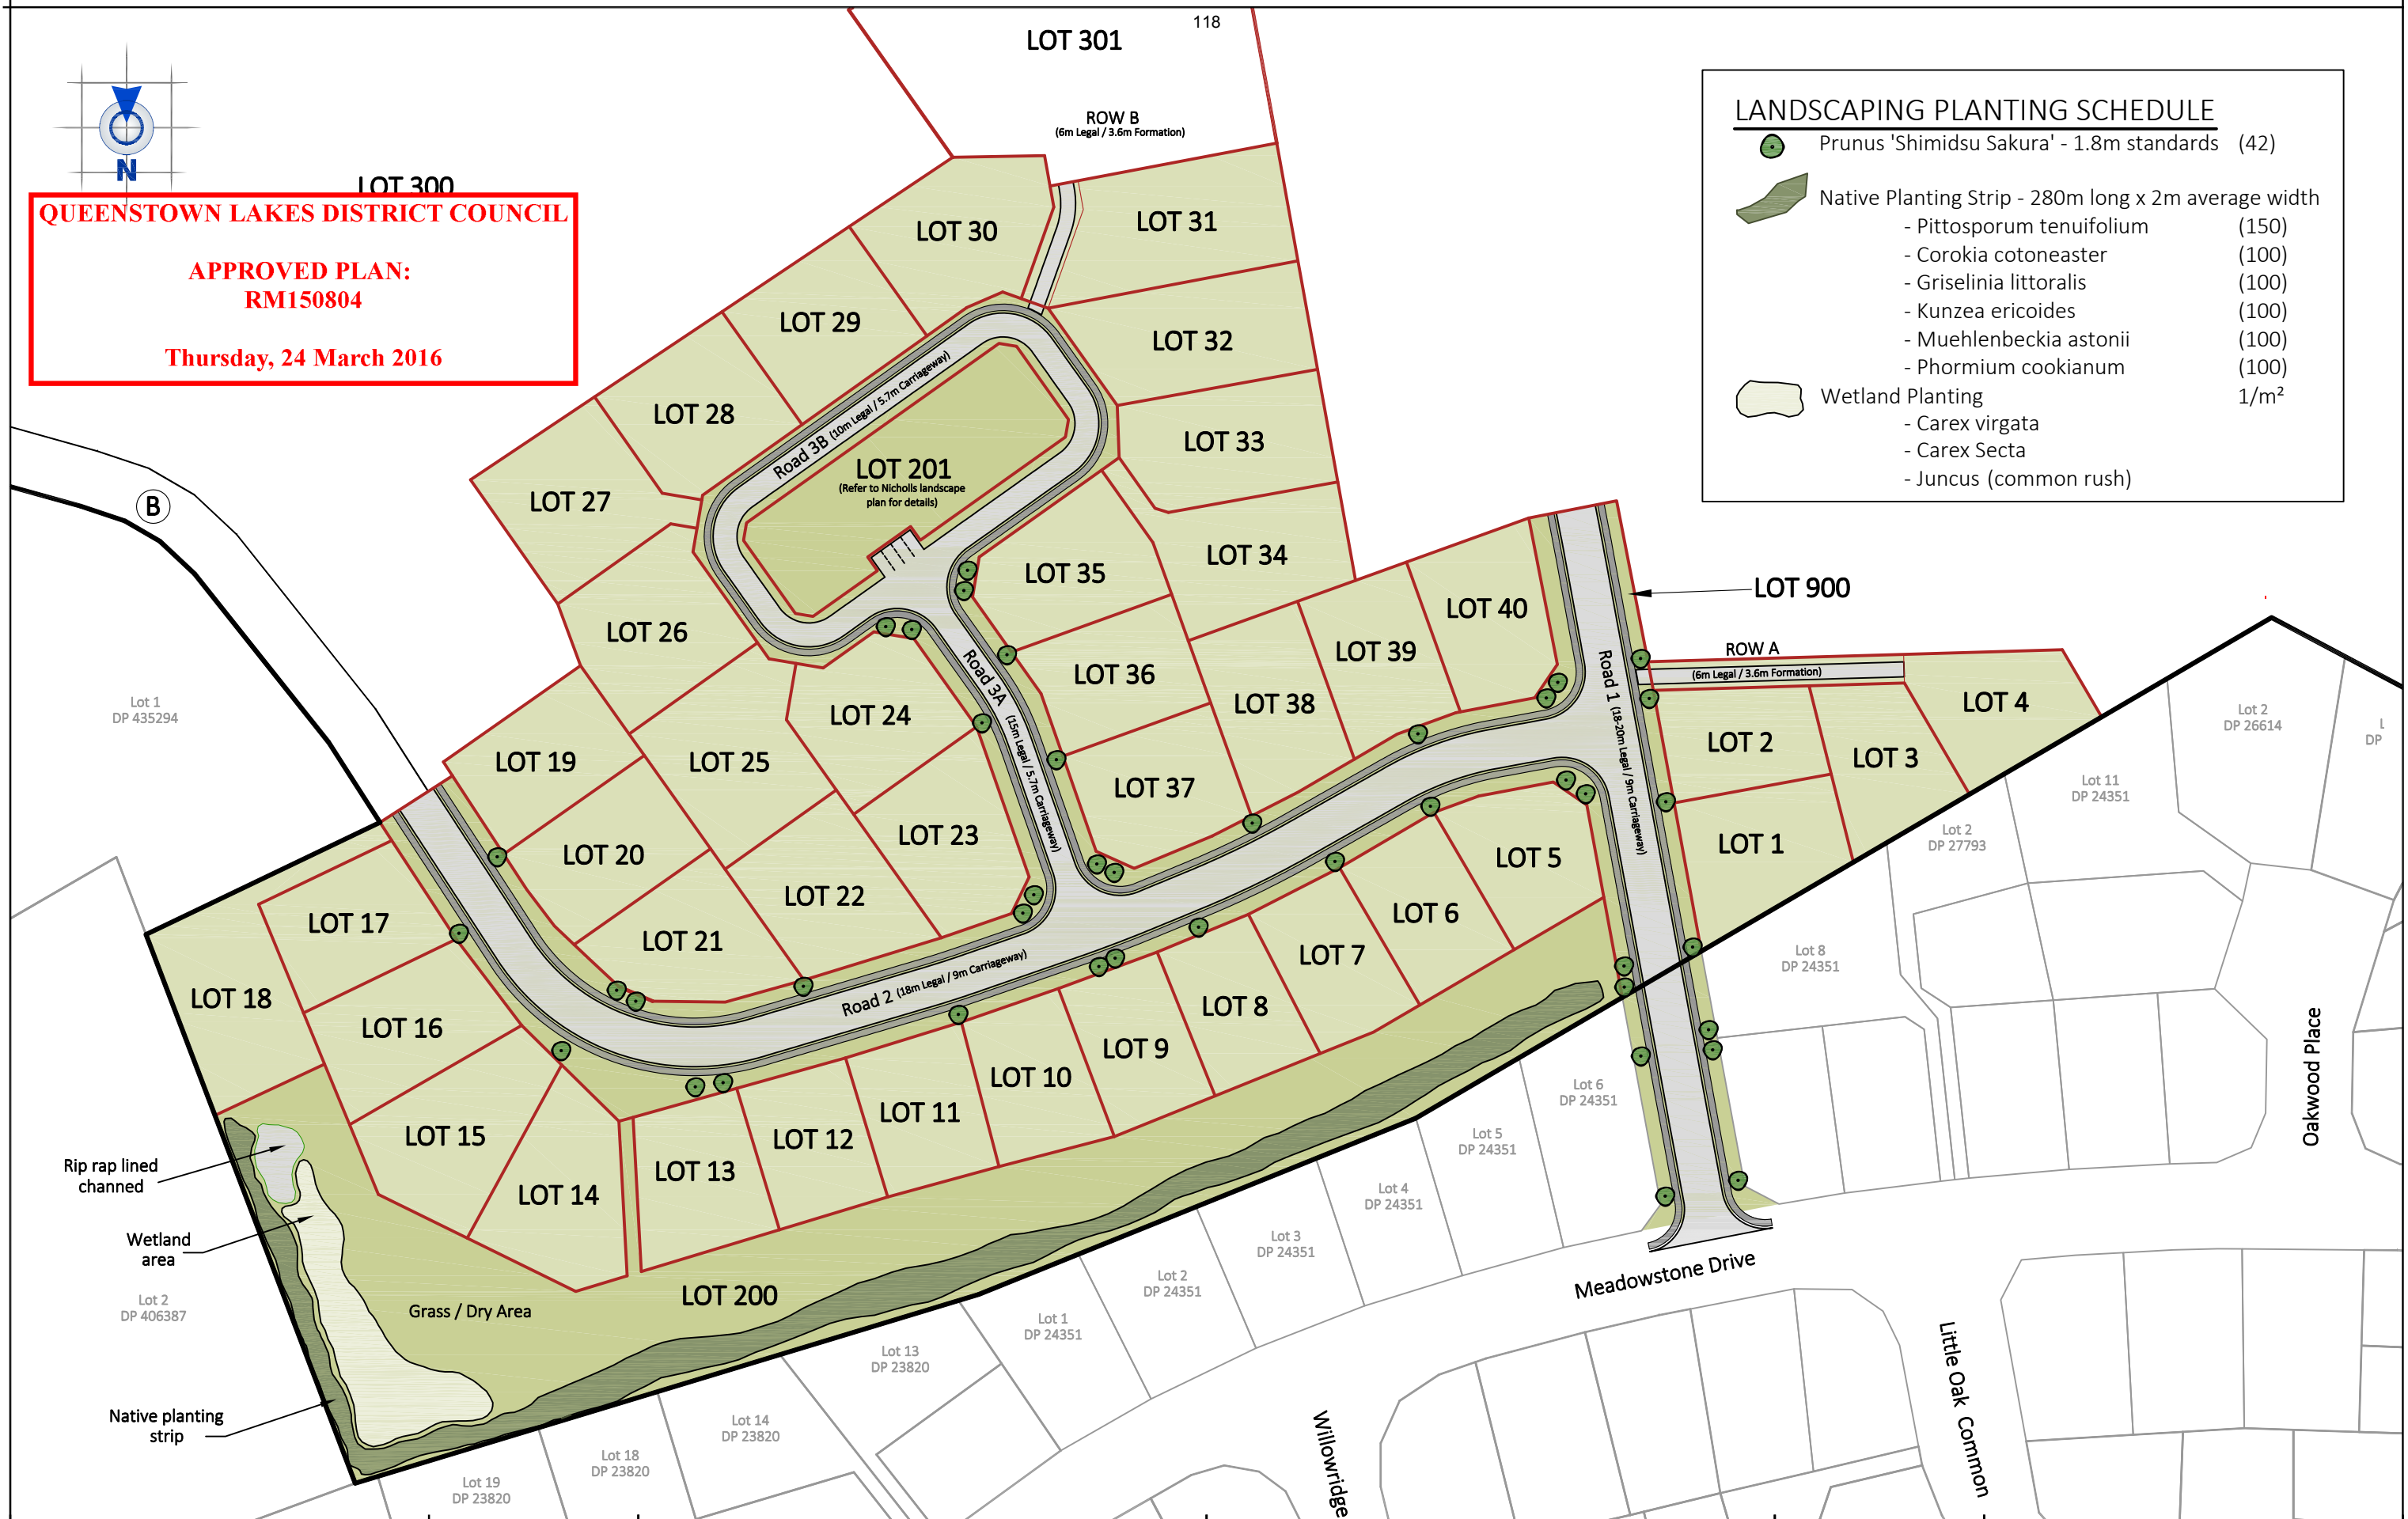 118
LOT 301
ROW B
(6m Legal / 3.6m Formation)
N
LOT 300
QUEENSTOWN LAKES DISTRICT COUNCIL
APPROVED PLAN:
RM150804
Thursday, 24 March 2016
LANDSCAPING PLANTING SCHEDULE
Prunus 'Shimidsu Sakura' - 1.8m standards (42)
Native Planting Strip - 280m long x 2m average width
- Pittosporum tenuifolium (150)
- Corokia cotoneaster (100)
- Griselinia littoralis (100)
- Kunzea ericoides (100)
- Muehlenbeckia astonii (100)
- Phormium cookianum (100)
Wetland Planting 1/m²
- Carex virgata
- Carex Secta
- Juncus (common rush)
LOT 30
LOT 31
LOT 29
LOT 32
LOT 28
LOT 33
Road 3B (10m Legal / 5.7m Carriageway)
LOT 201
(Refer to Nicholls landscape
plan for details)
LOT 27
B
LOT 34
LOT 35
LOT 900
LOT 40
LOT 26
LOT 39
ROW A
(6m Legal / 3.6m Formation)
LOT 36
Road 3A (15m Legal / 5.7m Carriageway)
Road 1 (18-20m Legal / 9m Carriageway)
LOT 38
LOT 4
Lot 1
DP 435294
LOT 24
Lot 2
DP 26614
L
DP
LOT 2
LOT 3
LOT 19
LOT 25
LOT 37
Lot 11
DP 24351
LOT 23
LOT 1
Lot 2
DP 27793
LOT 20
LOT 5
LOT 22
LOT 6
LOT 17
LOT 21
LOT 7
Lot 8
DP 24351
Road 2 (18m Legal / 9m Carriageway)
LOT 18
LOT 16
LOT 8
LOT 9
LOT 10
Oakwood Place
Lot 6
DP 24351
LOT 11
LOT 15
LOT 12
Lot 5
DP 24351
Rip rap lined
channed
LOT 13
LOT 14
Lot 4
DP 24351
Wetland
area
Lot 3
DP 24351
Meadowstone Drive
Lot 2
DP 24351
LOT 200
Grass / Dry Area
Lot 2
DP 406387
Lot 1
DP 24351
Lot 13
DP 23820
Little Oak Common
Native planting
strip
Lot 14
DP 23820
Willowridge
Lot 18
DP 23820
Lot 19
DP 23820